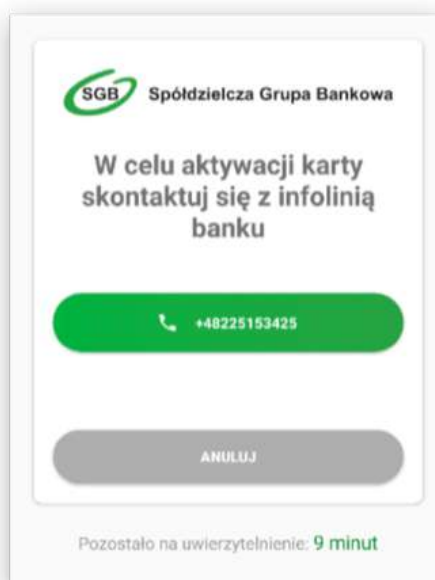 SGB Spółdzielcza Grupa Bankowa
W celu aktywacji karty
skontaktuj się z infolinią
banku
+48225153425
ANULUJ
Pozostało na uwierzytelnienie: 9 minut